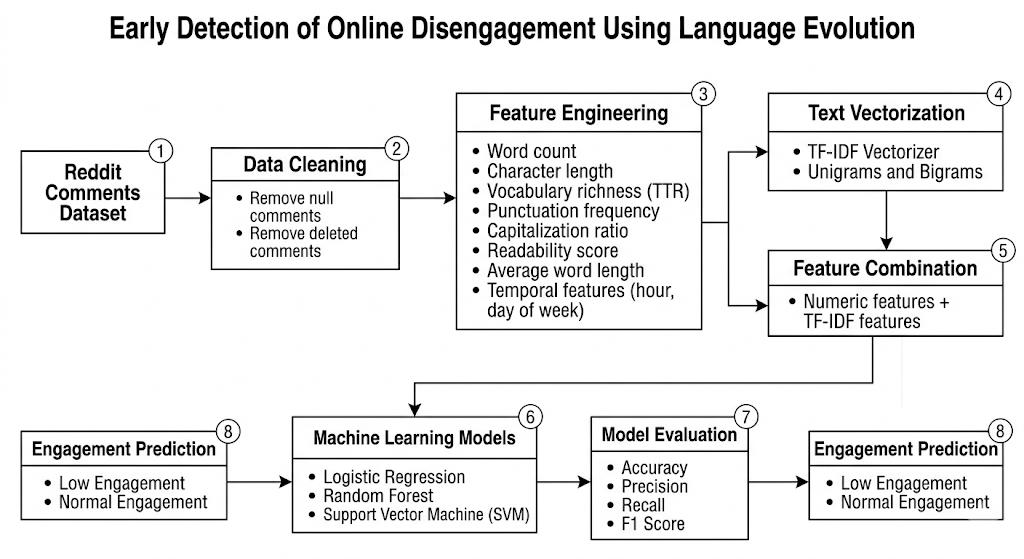 Early Detection of Online Disengagement Using Language Evolution
1
Reddit
Comments
Dataset
2
Data Cleaning
• Remove null
comments
• Remove deleted
comments
3
Feature Engineering
• Word count
• Character length
• Vocabulary richness (TTR)
• Punctuation frequency
• Capitalization ratio
• Readability score
• Average word length
• Temporal features (hour,
day of week)
4
Text Vectorization
• TF-IDF Vectorizer
• Unigrams and Bigrams
5
Feature Combination
• Numeric features +
TF-IDF features
8
Engagement Prediction
• Low Engagement
• Normal Engagement
6
Machine Learning Models
• Logistic Regression
• Random Forest
• Support Vector Machine (SVM)
7
Model Evaluation
• Accuracy
• Precision
• Recall
• F1 Score
8
Engagement Prediction
• Low Engagement
• Normal Engagement